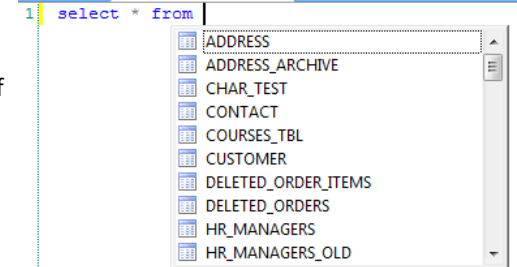 1 select * from
ADDRESS
ADDRESS_ARCHIVE
f
CHAR_TEST
CONTACT
COURSES_TBL
CUSTOMER
DELETED_ORDER_ITEMS
DELETED_ORDERS
HR_MANAGERS
HR_MANAGERS_OLD